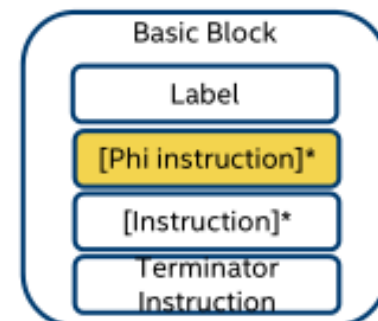 Basic Block
Label
[Phi instruction]*
[Instruction]*
Terminator
Instruction